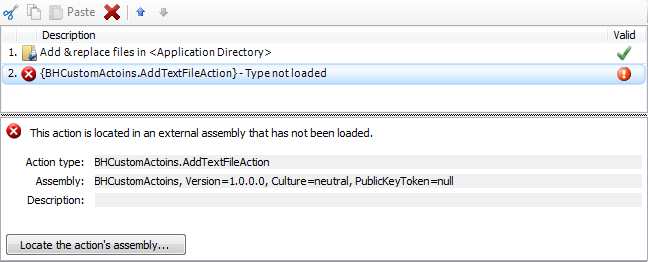 Paste
Description Valid
1. Add & replace files in <Application Directory>
2. {BHCustomActoins.AddTextFileAction} - Type not loaded
This action is located in an external assembly that has not been loaded.
Action type: BHCustomActoins.AddTextFileAction
Assembly: BHCustomActoins, Version=1.0.0.0, Culture=neutral, PublicKeyToken=null
Description:
Locate the action's assembly...